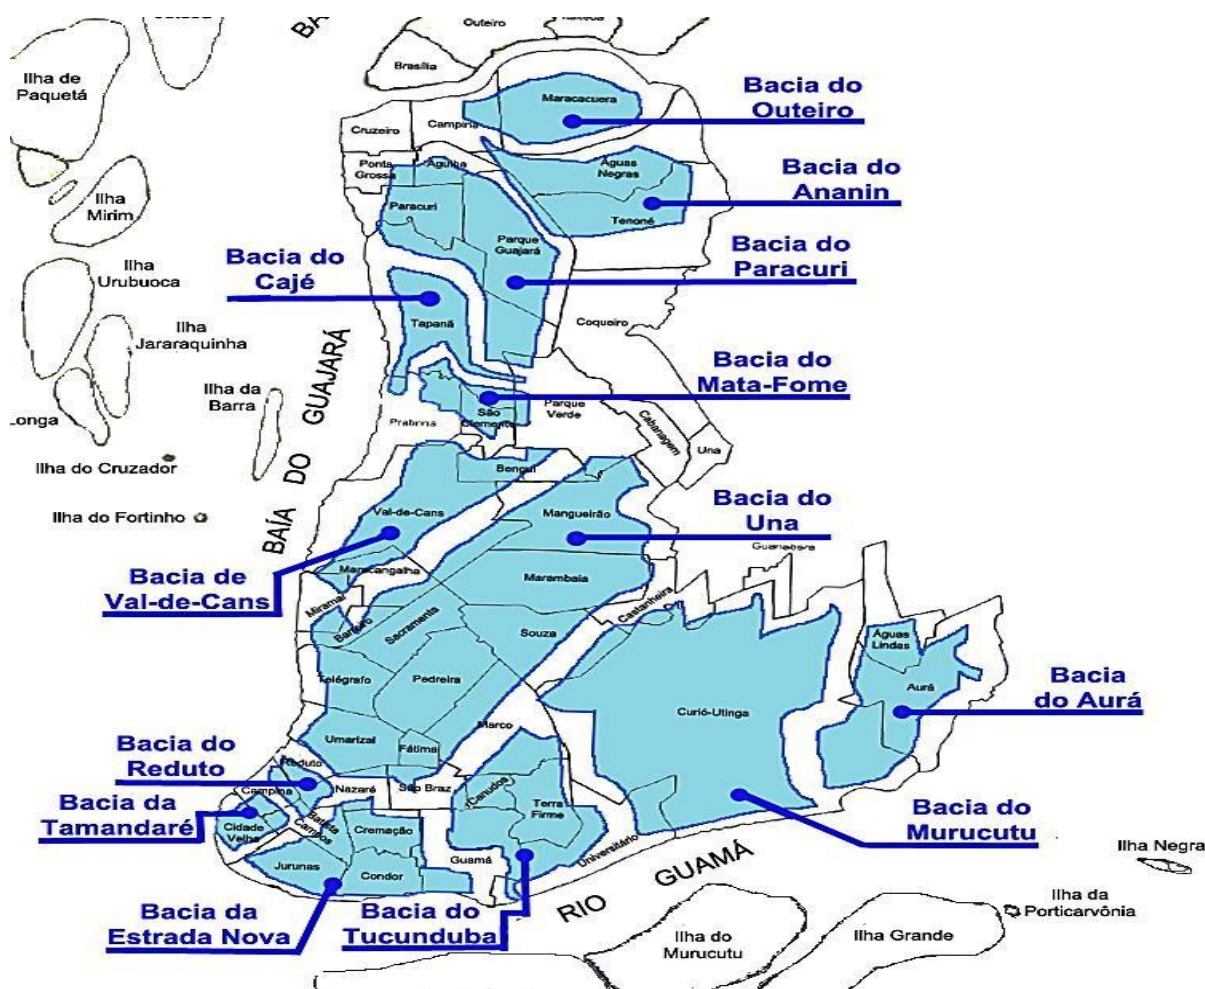 BA
Outeiro
Brasília
Ilha de
Paquetá
Maracacuera
Bacia do
Outeiro
Cruzeiro
Campina
Ponta
Grossa
Agulha
Águas
Negras
Bacia do
Ananin
Ilha
Mirim
Paracuri
Tenoné
Parque
Guajará
Bacia do
Paracuri
Bacia do
Cajé
Ilha
Urubuoca
Tapanã
Coqueiro
Ilha
Jararaquinha
Bacia do
Mata-Fome
Ilha da
Barra
BAÍA DO GUAJARÁ
Longa
Parque
Verde
São
Clemente
Pratinha
Cabanagem
Una
Ilha do Cruzador
Bengui
Bacia do
Una
Val-de-Cans
Mangueirão
Ilha do Fortinho
Guanabara
Bacia de
Val-de-Cans
Maracangalha
Marambaia
Miramar
Barreiro
Sacramenta
Souza
Castanheira
Águas
Lindas
Telégrafo
Pedreira
Aurá
Bacia
do Aurá
Curió-Utinga
Marco
Umarizal
Fátima
Bacia do
Reduto
Reduto
Campina
Nazaré
São Braz
Canudos
Terra
Firme
Bacia da
Tamandaré
Cidade
Velha
Batista
Campos
Cremação
Bacia do
Murucutu
Jurunas
Condor
Guamá
Universitário
RIO GUAMÁ
Ilha Negra
Bacia da
Estrada Nova
Bacia do
Tucunduba
Ilha da
Porticarvônia
Ilha do
Murucutu
Ilha Grande